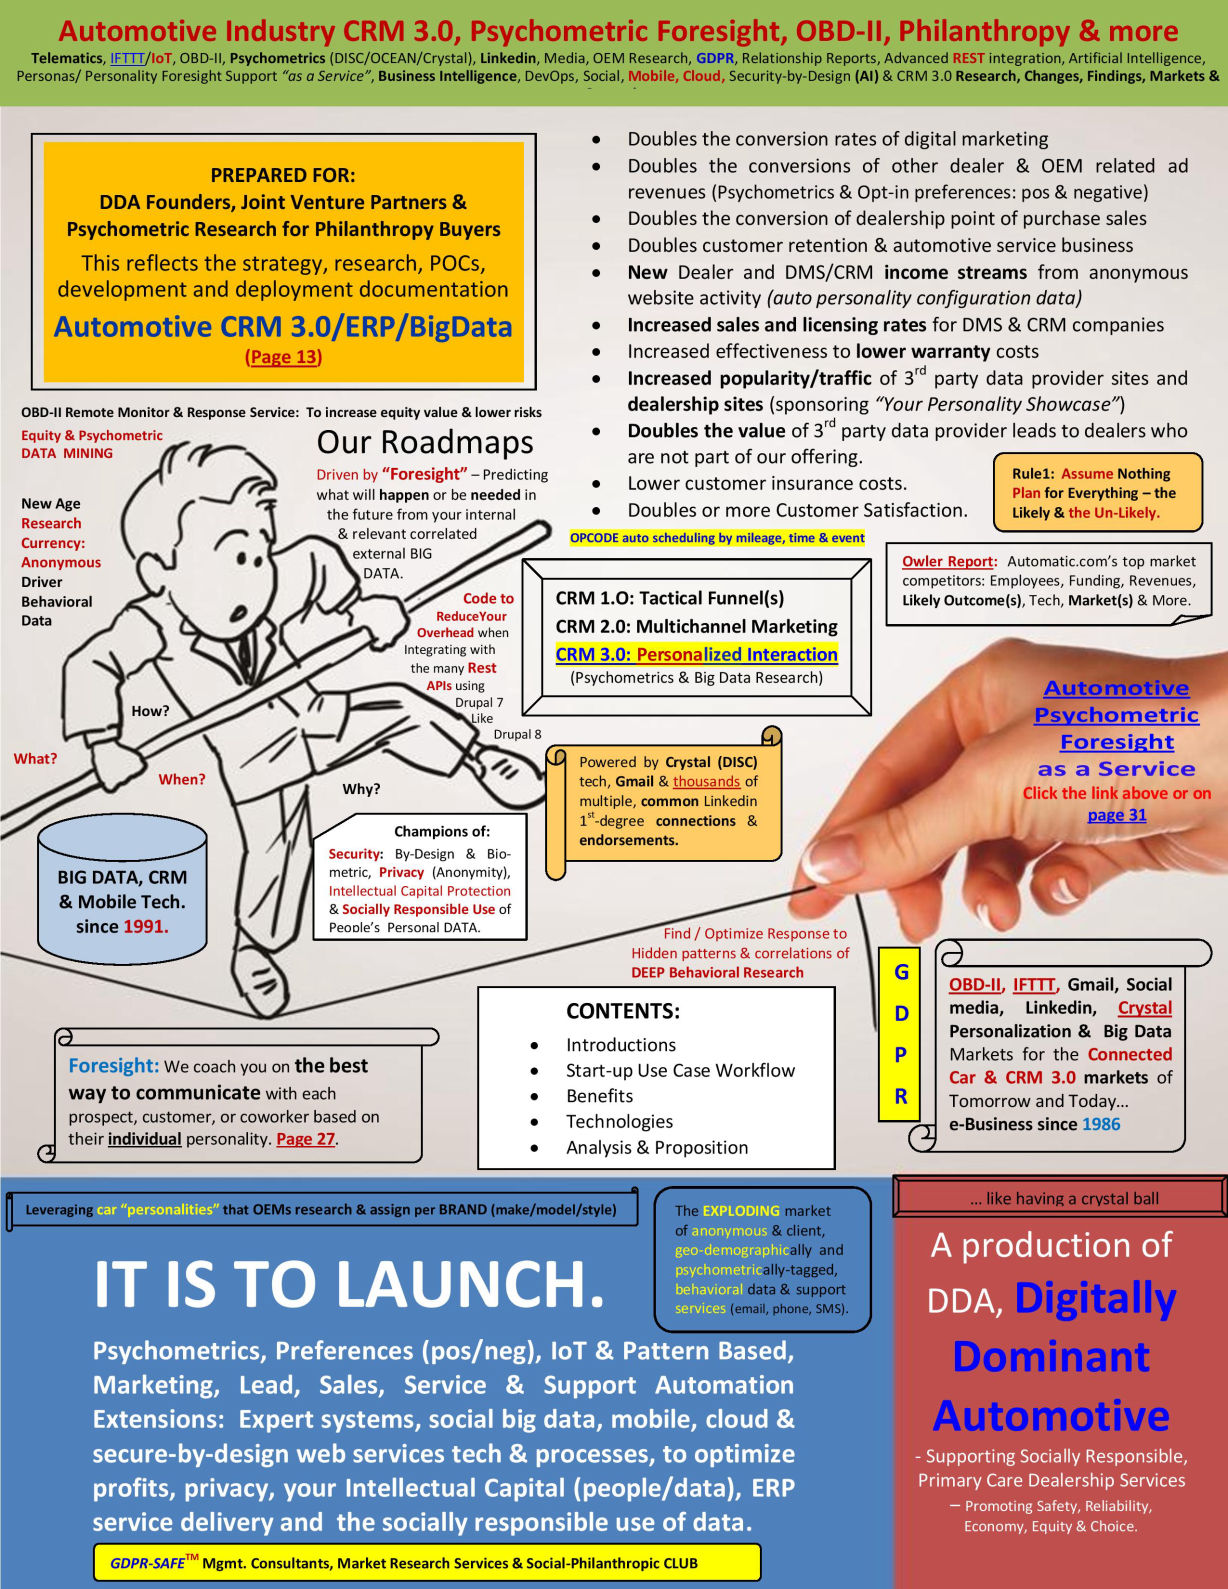 Automotive Industry CRM 3.0, Psychometric Foresight, OBD-II, Philanthropy & more
Telematics, IFTTT/IoT, OBD-II, Psychometrics (DISC/OCEAN/Crystal), Linkedin, Media, OEM Research, GDPR, Relationship Reports, Advanced REST integration, Artificial Intelligence,
Personas/ Personality Foresight Support “as a Service”, Business Intelligence, DevOps, Social, Mobile, Cloud, Security-by-Design (AI) & CRM 3.0 Research, Changes, Findings, Markets &
PREPARED FOR:
DDA Founders, Joint Venture Partners &
Psychometric Research for Philanthropy Buyers
This reflects the strategy, research, POCs,
development and deployment documentation
Automotive CRM 3.0/ERP/BigData
(Page 13)
• Doubles the conversion rates of digital marketing
• Doubles the conversions of other dealer & OEM related ad
revenues (Psychometrics & Opt-in preferences: pos & negative)
• Doubles the conversion of dealership point of purchase sales
• Doubles customer retention & automotive service business
• New Dealer and DMS/CRM income streams from anonymous
website activity (auto personality configuration data)
• Increased sales and licensing rates for DMS & CRM companies
• Increased effectiveness to lower warranty costs
• Increased popularity/traffic of 3rd party data provider sites and
dealership sites (sponsoring “Your Personality Showcase”)
• Doubles the value of 3rd party data provider leads to dealers who
are not part of our offering.
• Lower customer insurance costs.
• Doubles or more Customer Satisfaction.
OPCODE auto scheduling by mileage, time & event
Rule1: Assume Nothing
Plan for Everything – the
Likely & the Un-Likely.
OBD-II Remote Monitor & Response Service: To increase equity value & lower risks
Equity & Psychometric
DATA MINING
New Age
Research
Currency:
Anonymous
Driver
Behavioral
Data
Our Roadmaps
Driven by “Foresight” – Predicting
what will happen or be needed in
the future from your internal
& relevant correlated
external BIG
DATA.
Code to
ReduceYour
Overhead when
Integrating with
the many Rest
APIs using
Drupal 7
Like
Drupal 8
CRM 1.O: Tactical Funnel(s)
CRM 2.0: Multichannel Marketing
CRM 3.0: Personalized Interaction
(Psychometrics & Big Data Research)
Owler Report: Automatic.com’s top market
competitors: Employees, Funding, Revenues,
Likely Outcome(s), Tech, Market(s) & More.
Automotive
Psychometric
Foresight
as a Service
Click the link above or on
page 31
How?
What?
When?
Why?
Powered by Crystal (DISC)
tech, Gmail & thousands of
multiple, common Linkedin
1st-degree connections &
endorsements.
BIG DATA, CRM
& Mobile Tech.
since 1991.
Champions of:
Security: By-Design & Bio-
metric, Privacy (Anonymity),
Intellectual Capital Protection
& Socially Responsible Use of
People’s Personal DATA.
Find / Optimize Response to
Hidden patterns & correlations of
DEEP Behavioral Research
G
D
P
R
OBD-II, IFTTT, Gmail, Social
media, Linkedin, Crystal
Personalization & Big Data
Markets for the Connected
Car & CRM 3.0 markets of
Tomorrow and Today...
e-Business since 1986
Foresight: We coach you on the best
way to communicate with each
prospect, customer, or coworker based on
their individual personality. Page 27.
CONTENTS:
• Introductions
• Start-up Use Case Workflow
• Benefits
• Technologies
• Analysis & Proposition
Leveraging car “personalities” that OEMs research & assign per BRAND (make/model/style)
The EXPLODING market
of anonymous & client,
geo-demographically and
psychometrically-tagged,
behavioral data & support
services (email, phone, SMS).
IT IS TO LAUNCH.
Psychometrics, Preferences (pos/neg), IoT & Pattern Based,
Marketing, Lead, Sales, Service & Support Automation
Extensions: Expert systems, social big data, mobile, cloud &
secure-by-design web services tech & processes, to optimize
profits, privacy, your Intellectual Capital (people/data), ERP
service delivery and the socially responsible use of data.
GDPR-SAFE™ Mgmt. Consultants, Market Research Services & Social-Philanthropic CLUB
... like having a crystal ball
A production of
DDA, Digitally
Dominant
Automotive
- Supporting Socially Responsible,
Primary Care Dealership Services
– Promoting Safety, Reliability,
Economy, Equity & Choice.